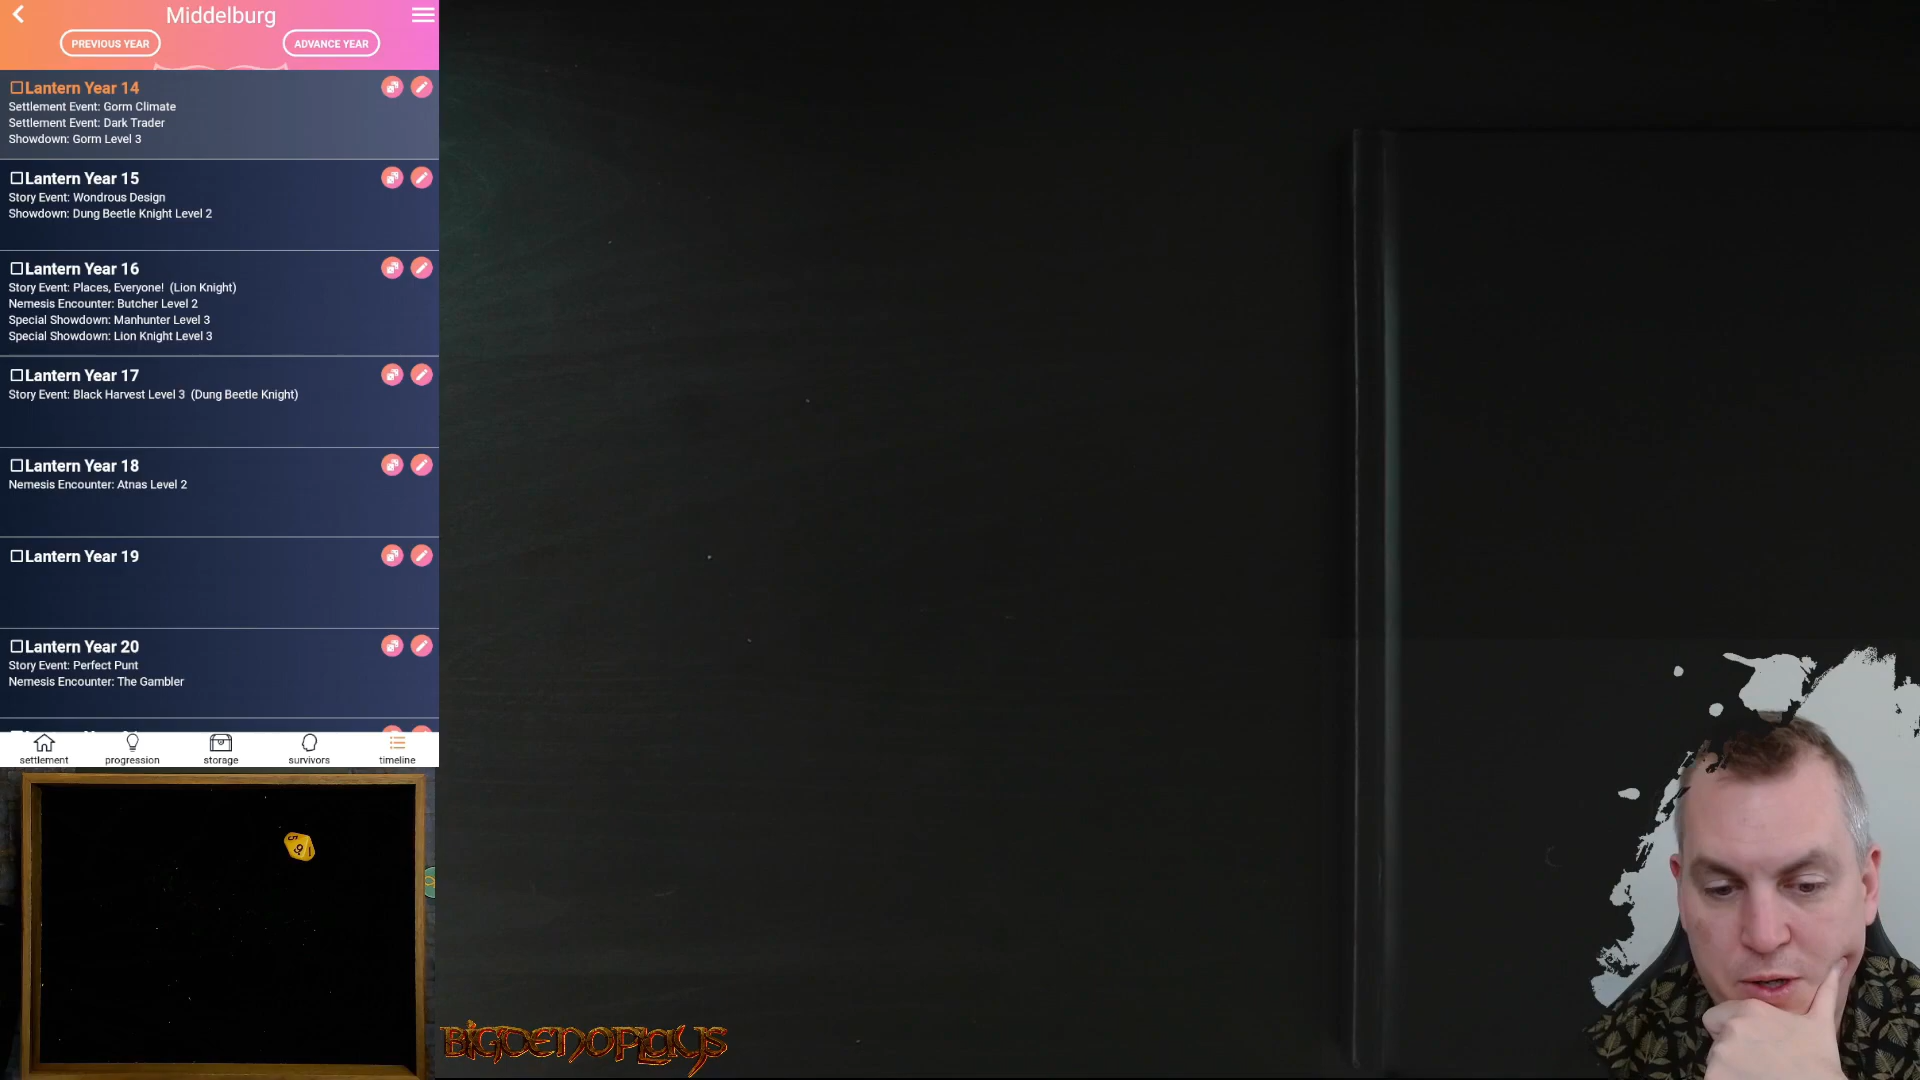 Middelburg
PREVIOUS YEAR
ADVANCE YEAR
Lantern Year 14
Settlement Event: Gorm Climate
Settlement Event: Dark Trader
Showdown: Gorm Level 3
Lantern Year 15
Story Event: Wondrous Design
Showdown: Dung Beetle Knight Level 2
Lantern Year 16
Story Event: Places, Everyone! (Lion Knight)
Nemesis Encounter: Butcher Level 2
Special Showdown: Manhunter Level 3
Special Showdown: Lion Knight Level 3
Lantern Year 17
Story Event: Black Harvest Level 3 (Dung Beetle Knight)
Lantern Year 18
Nemesis Encounter: Atnas Level 2
Lantern Year 19
Lantern Year 20
Story Event: Perfect Punt
Nemesis Encounter: The Gambler
settlement
progression
storage
survivors
timeline
5
9
BIGDENOPLAYS